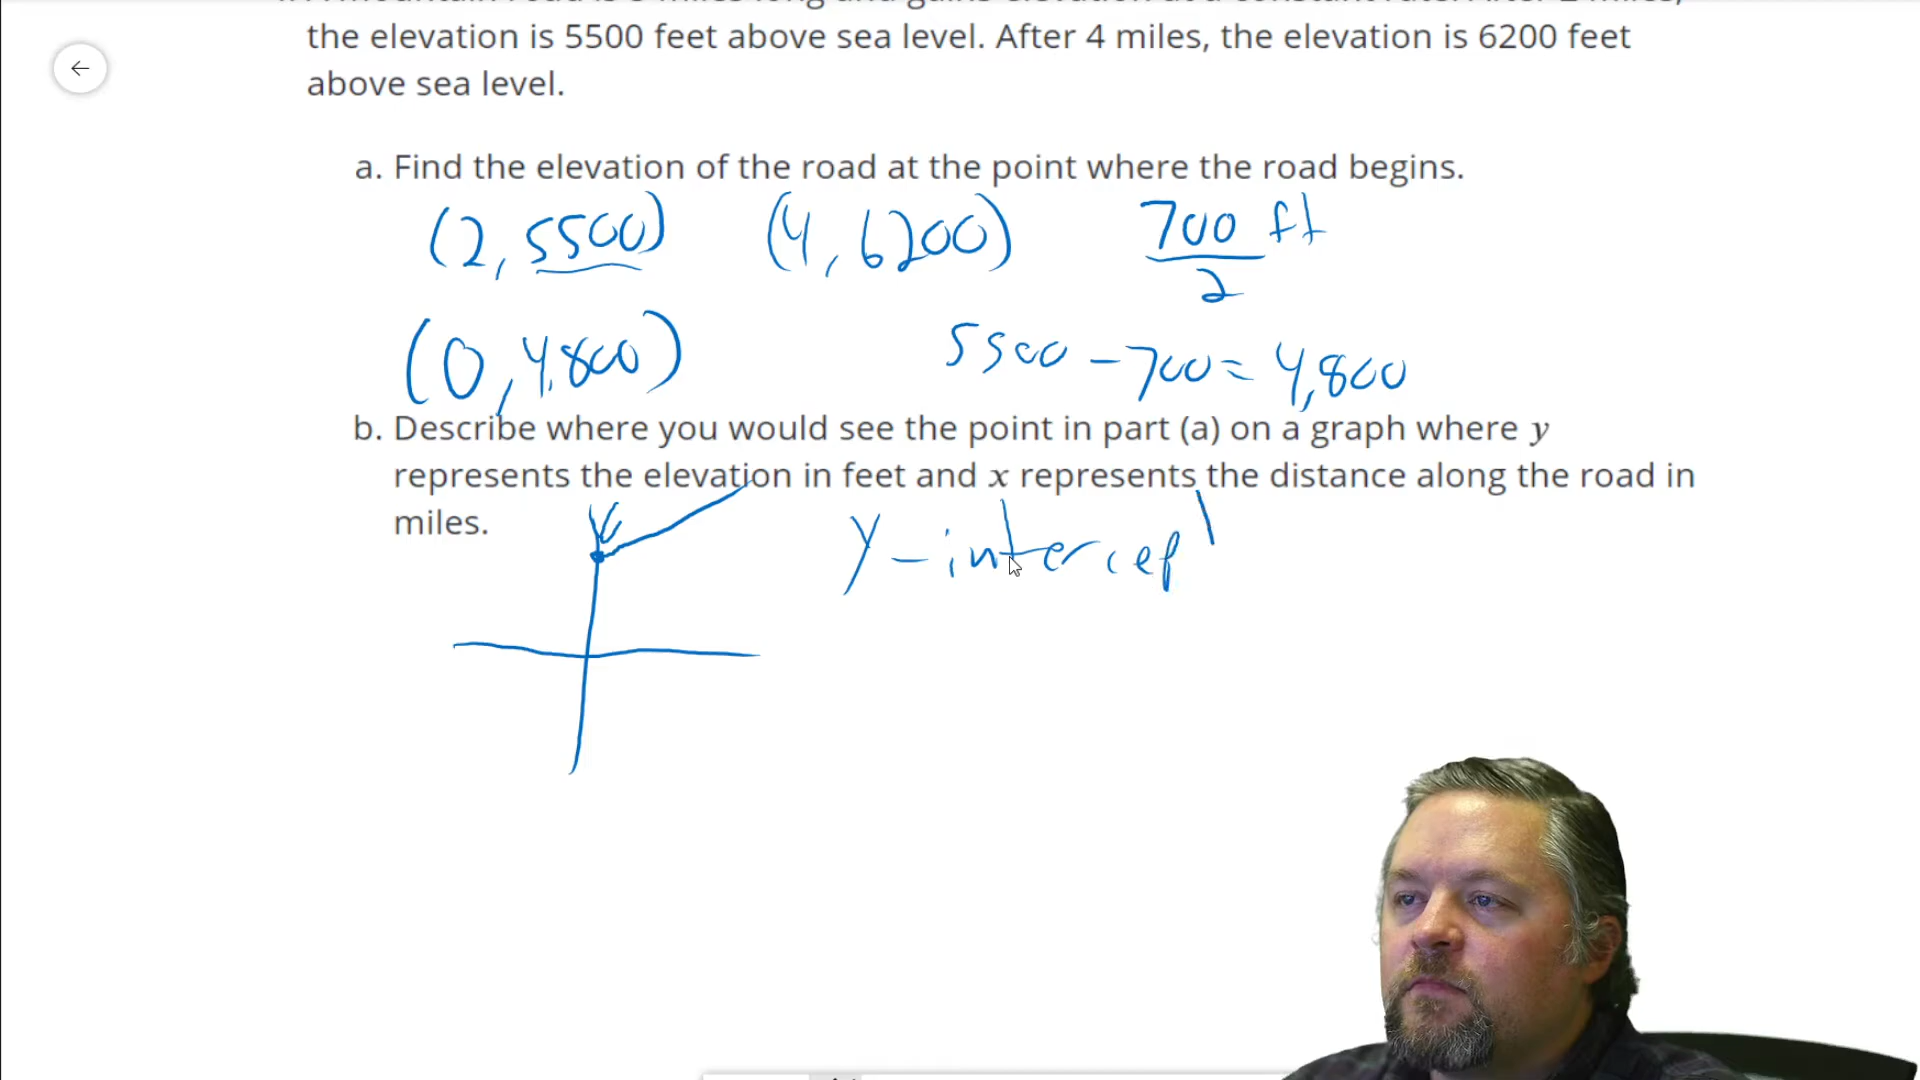 the elevation is 5500 feet above sea level. After 4 miles, the elevation is 6200 feet
above sea level.
a. Find the elevation of the road at the point where the road begins.
(2, 5500) (4, 6200) 700 ft
2
(0, 4,800) 5500 - 700 = 4,800
b. Describe where you would see the point in part (a) on a graph where y
represents the elevation in feet and x represents the distance along the road in
miles.
y-intercept